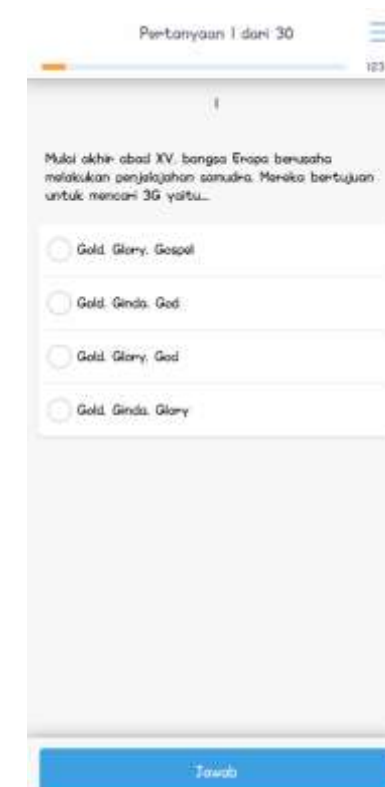 Pertanyaan 1 dari 30
123
1
Mulai akhir abad XV, bangsa Eropa berusaha
melakukan penjelajahan samudra. Mereka bertujuan
untuk mencari 3G yaitu...
Gold, Glory, Gospel
Gold, Ginda, God
Gold, Glory, God
Gold, Ginda, Glory
Jawab